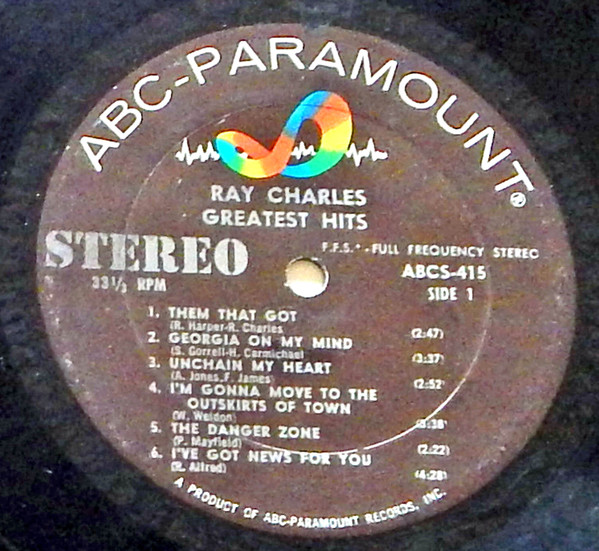 ABC-PARAMOUNT®
RAY CHARLES
GREATEST HITS
STEREO
F.F.S.* - FULL FREQUENCY STEREO
33⅓ RPM
ABCS-415
SIDE 1
1. THEM THAT GOT (2:47)
(R. Harper-R. Charles
2. GEORGIA ON MY MIND (3:37)
(S. Gorrell-H. Carmichael
3. UNCHAIN MY HEART (2:52)
(A. Jones, F. James)
4. I'M GONNA MOVE TO THE
OUTSKIRTS OF TOWN (3:38)
(W. Weldon)
5. THE DANGER ZONE (2:22)
(P. Mayfield)
6. I'VE GOT NEWS FOR YOU (4:28)
(R. Alfred)
A PRODUCT OF ABC-PARAMOUNT RECORDS, INC.